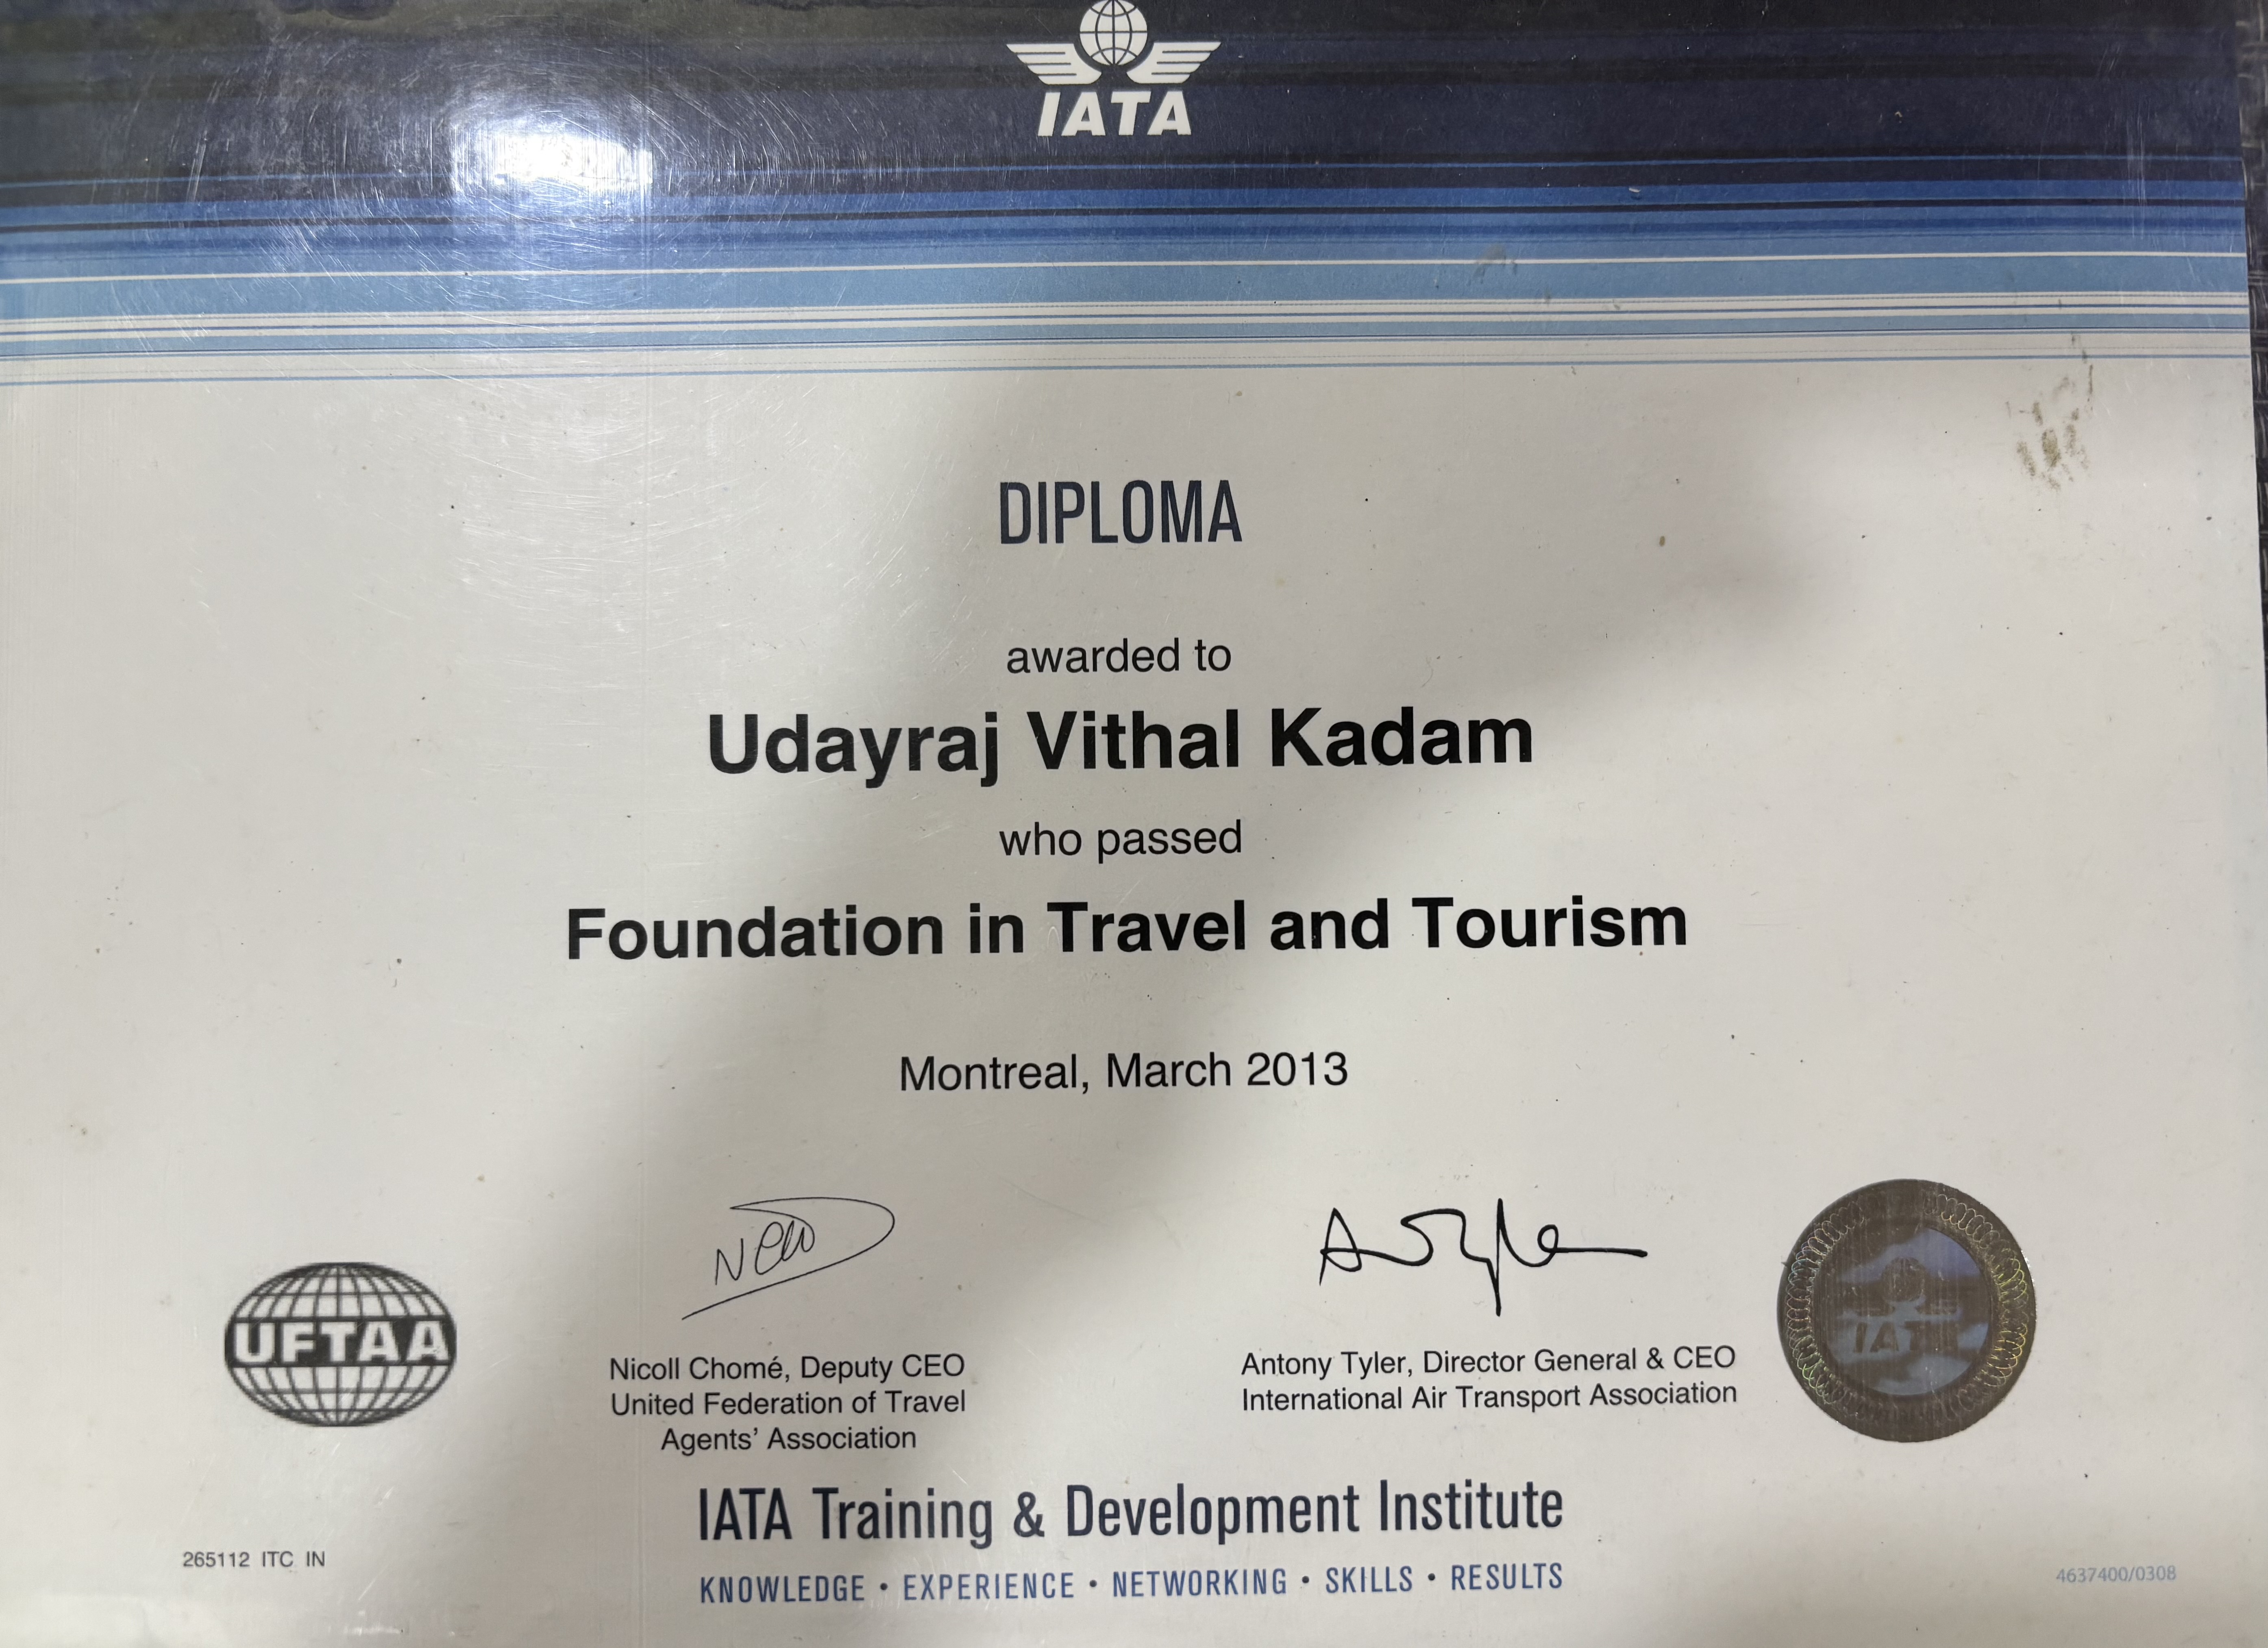 IATA
DIPLOMA
awarded to
Udayraj Vithal Kadam
who passed
Foundation in Travel and Tourism
Montreal, March 2013
UFTAA
Nicoll Chomé, Deputy CEO
United Federation of Travel
Agents’ Association
Antony Tyler, Director General & CEO
International Air Transport Association
IATA
IATA Training & Development Institute
KNOWLEDGE • EXPERIENCE • NETWORKING • SKILLS • RESULTS
265112 ITC IN
4637400/0308